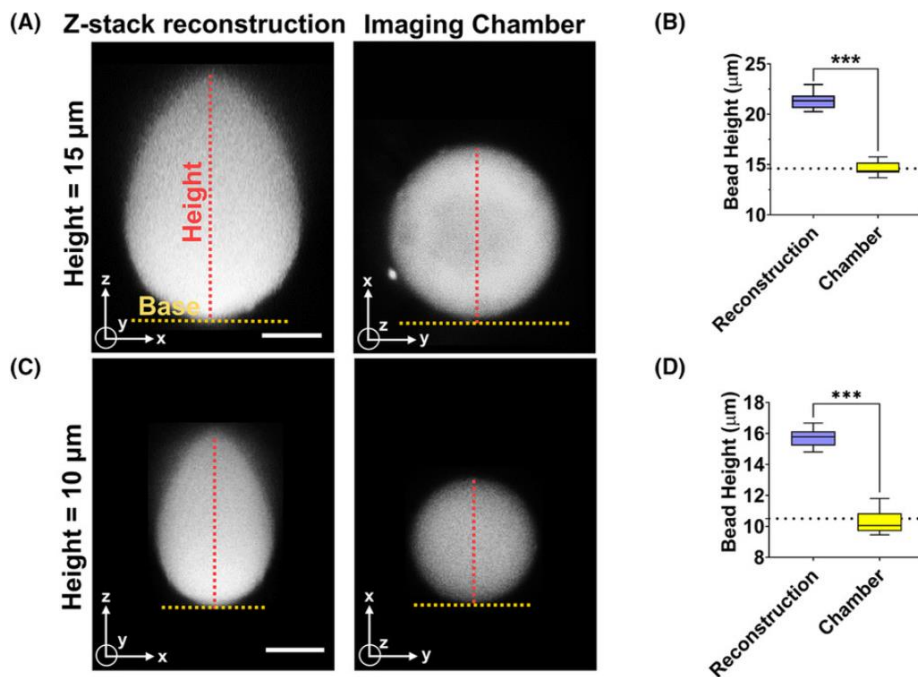 (A) Z-stack reconstruction Imaging Chamber
Height = 15 µm
Height
Base
z
y
x
x
z
y
(B)
Bead Height (µm)
25
20
15
10
***
Reconstruction
Chamber
(C)
Height = 10 µm
z
y
x
x
z
y
(D)
Bead Height (µm)
18
16
14
12
10
8
***
Reconstruction
Chamber